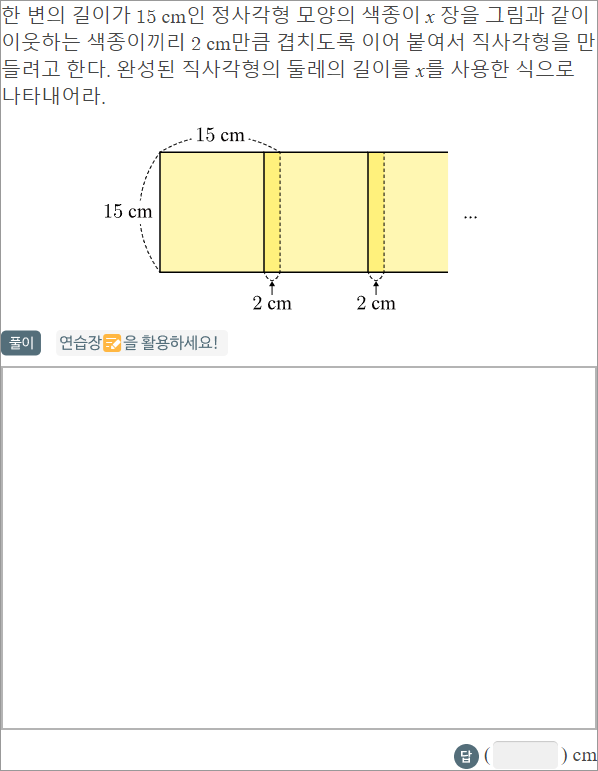 한 변의 길이가 15 cm인 정사각형 모양의 색종이 x 장을 그림과 같이
이웃하는 색종이끼리 2 cm만큼 겹치도록 이어 붙여서 직사각형을 만
들려고 한다. 완성된 직사각형의 둘레의 길이를 x를 사용한 식으로
나타내어라.
15 cm
15 cm
...
2 cm 2 cm
풀이 연습장을 활용하세요!
답 ( ) cm